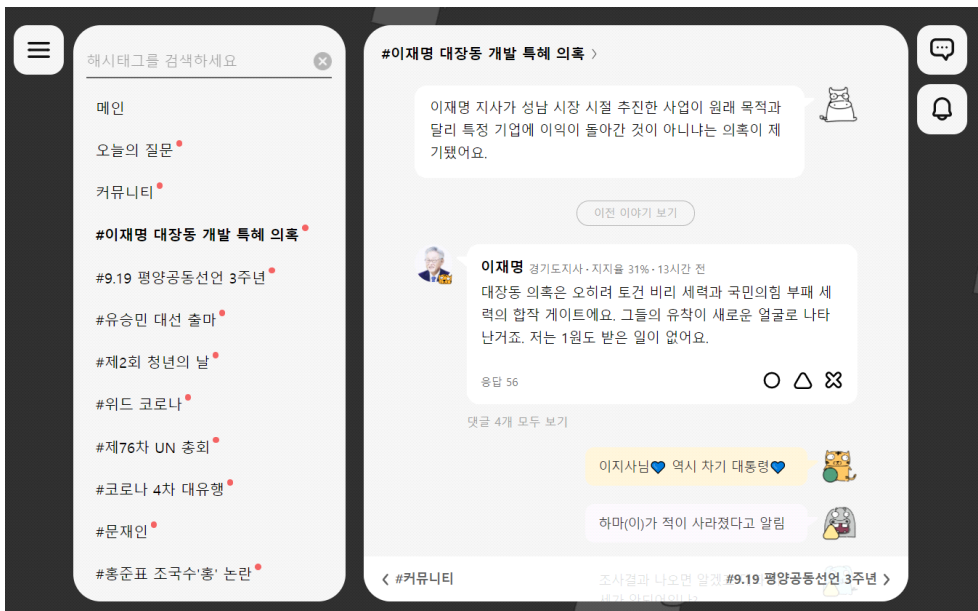 해시태그를 검색하세요
메인
오늘의 질문
커뮤니티
#이재명 대장동 개발 특혜 의혹
#9.19 평양공동선언 3주년
#유승민 대선 출마
#제2회 청년의 날
#위드 코로나
#제76차 UN 총회
#코로나 4차 대유행
#문재인
#홍준표 조국수'홍' 논란
#이재명 대장동 개발 특혜 의혹 >
이재명 지사가 성남 시장 시절 추진한 사업이 원래 목적과
달리 특정 기업에 이익이 돌아간 것이 아니냐는 의혹이 제
기됐어요.
이전 이야기 보기
이재명 경기도지사·지지율 31%·13시간 전
대장동 의혹은 오히려 토건 비리 세력과 국민의힘 부패 세
력의 합작 게이트에요. 그들의 유착이 새로운 얼굴로 나타
난거죠. 저는 1원도 받은 일이 없어요.
응답 56
댓글 4개 모두 보기
이지사님💙 역시 차기 대통령💙
하마(이)가 적이 사라졌다고 알림
조사결과 나오면 알겠
< #커뮤니티
#9.19 평양공동선언 3주년 >